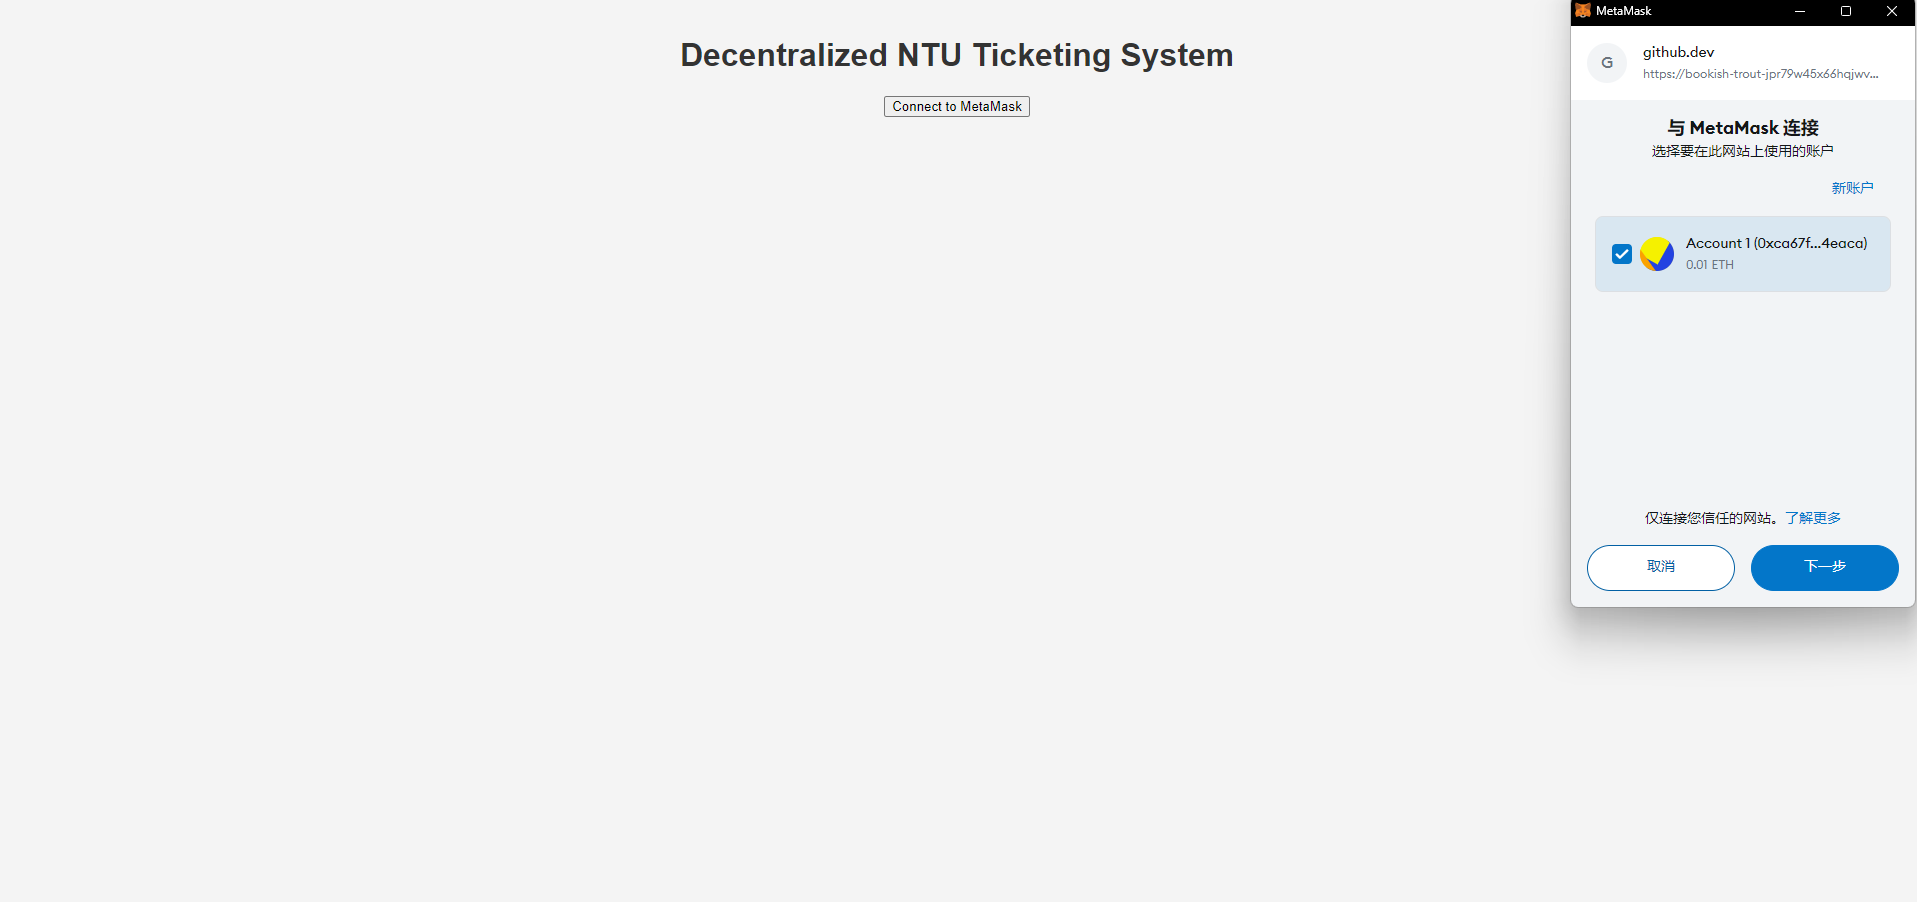 Decentralized NTU Ticketing System
Connect to MetaMask
MetaMask
G
github.dev
https://bookish-trout-jpr79w45x66hqjwv...
与 MetaMask 连接
选择要在此网站上使用的账户
新账户
Account 1 (0xca67f...4eaca)
0.01 ETH
仅连接您信任的网站。了解更多
取消
下一步